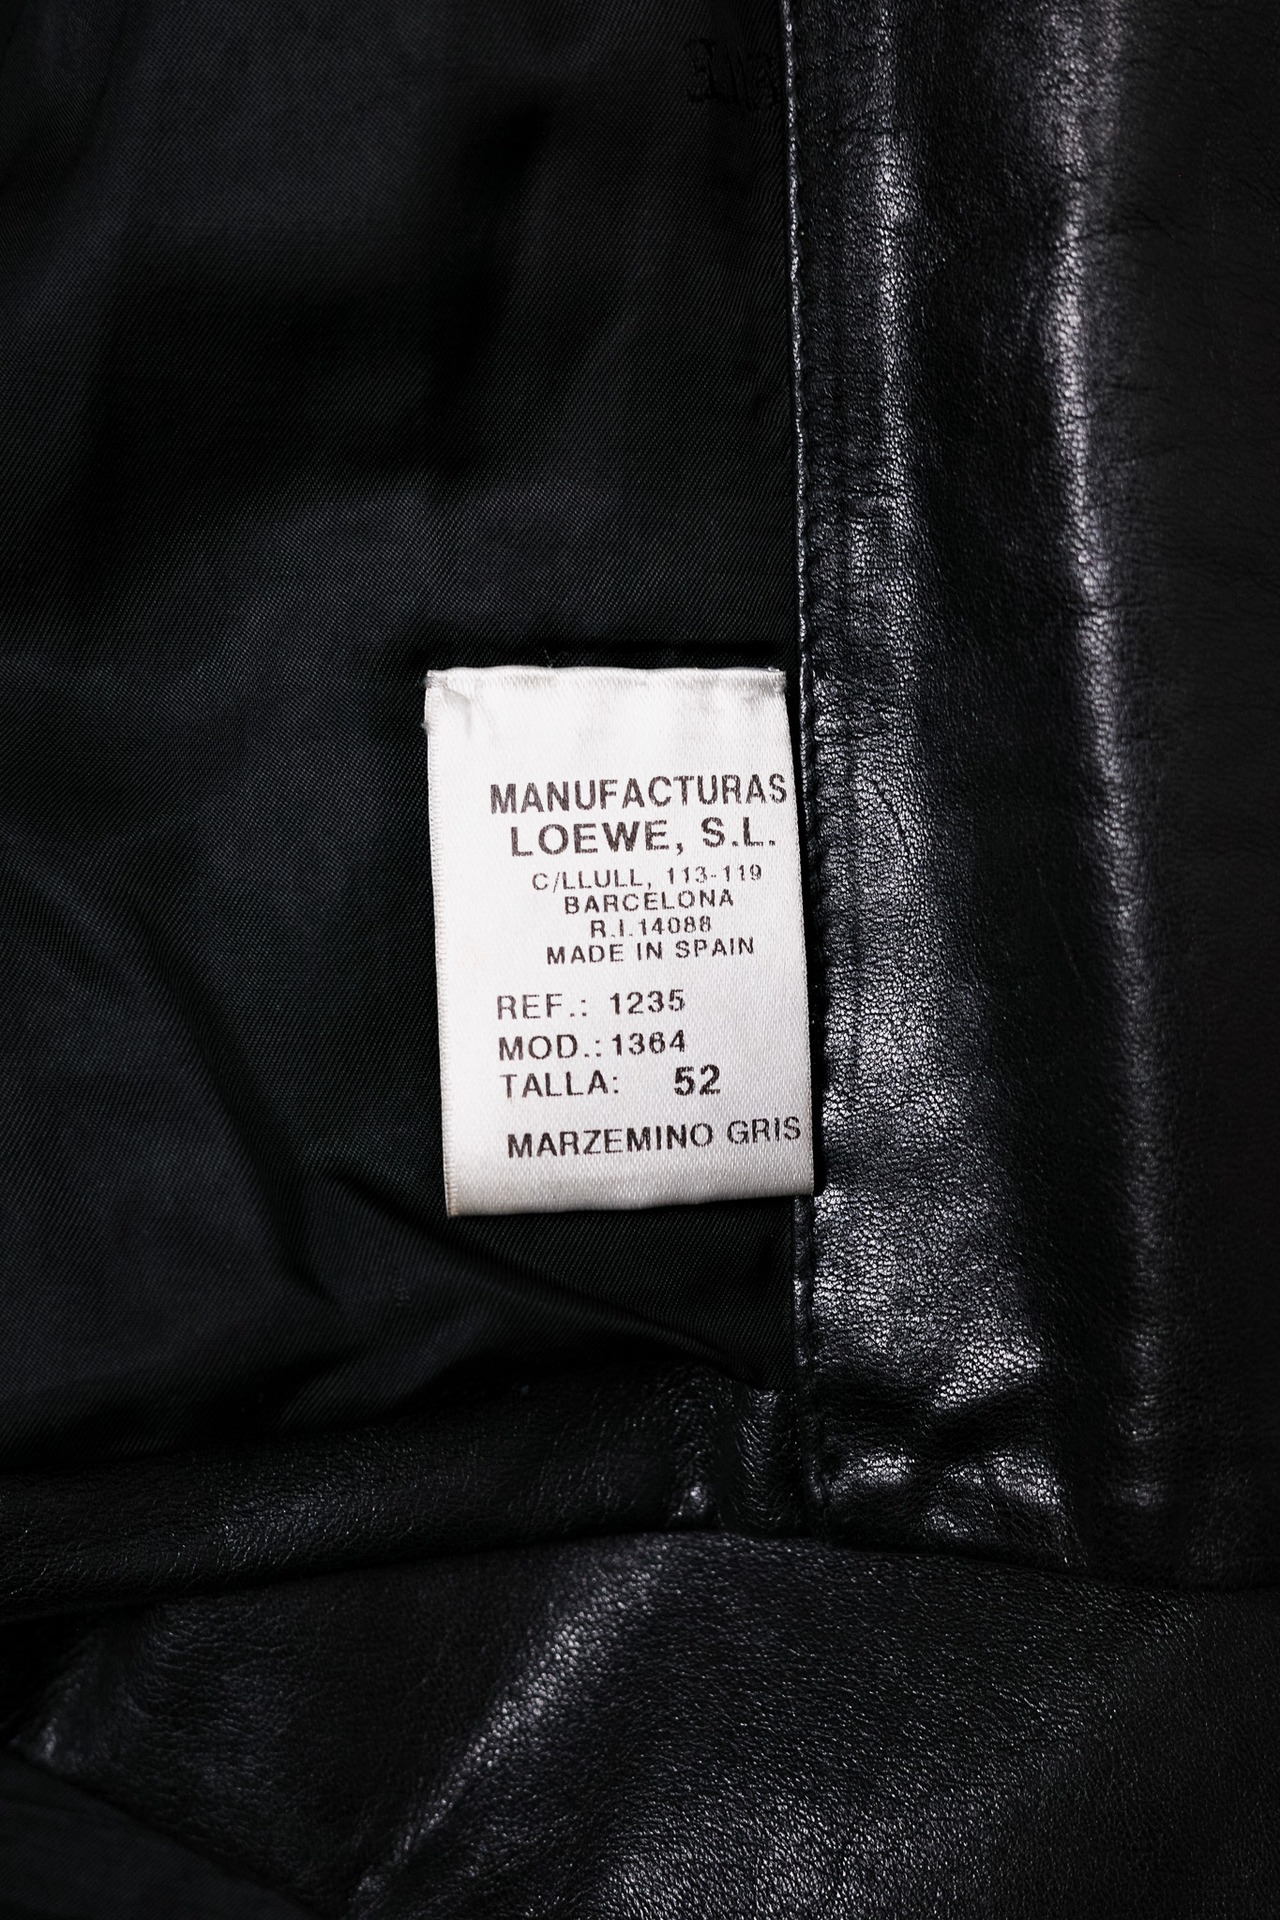 MANUFACTURAS
LOEWE, S.L.
C/LLULL, 113-119
BARCELONA
R.I.14088
MADE IN SPAIN
REF.: 1235
MOD.: 1364
TALLA: 52
MARZEMINO GRIS